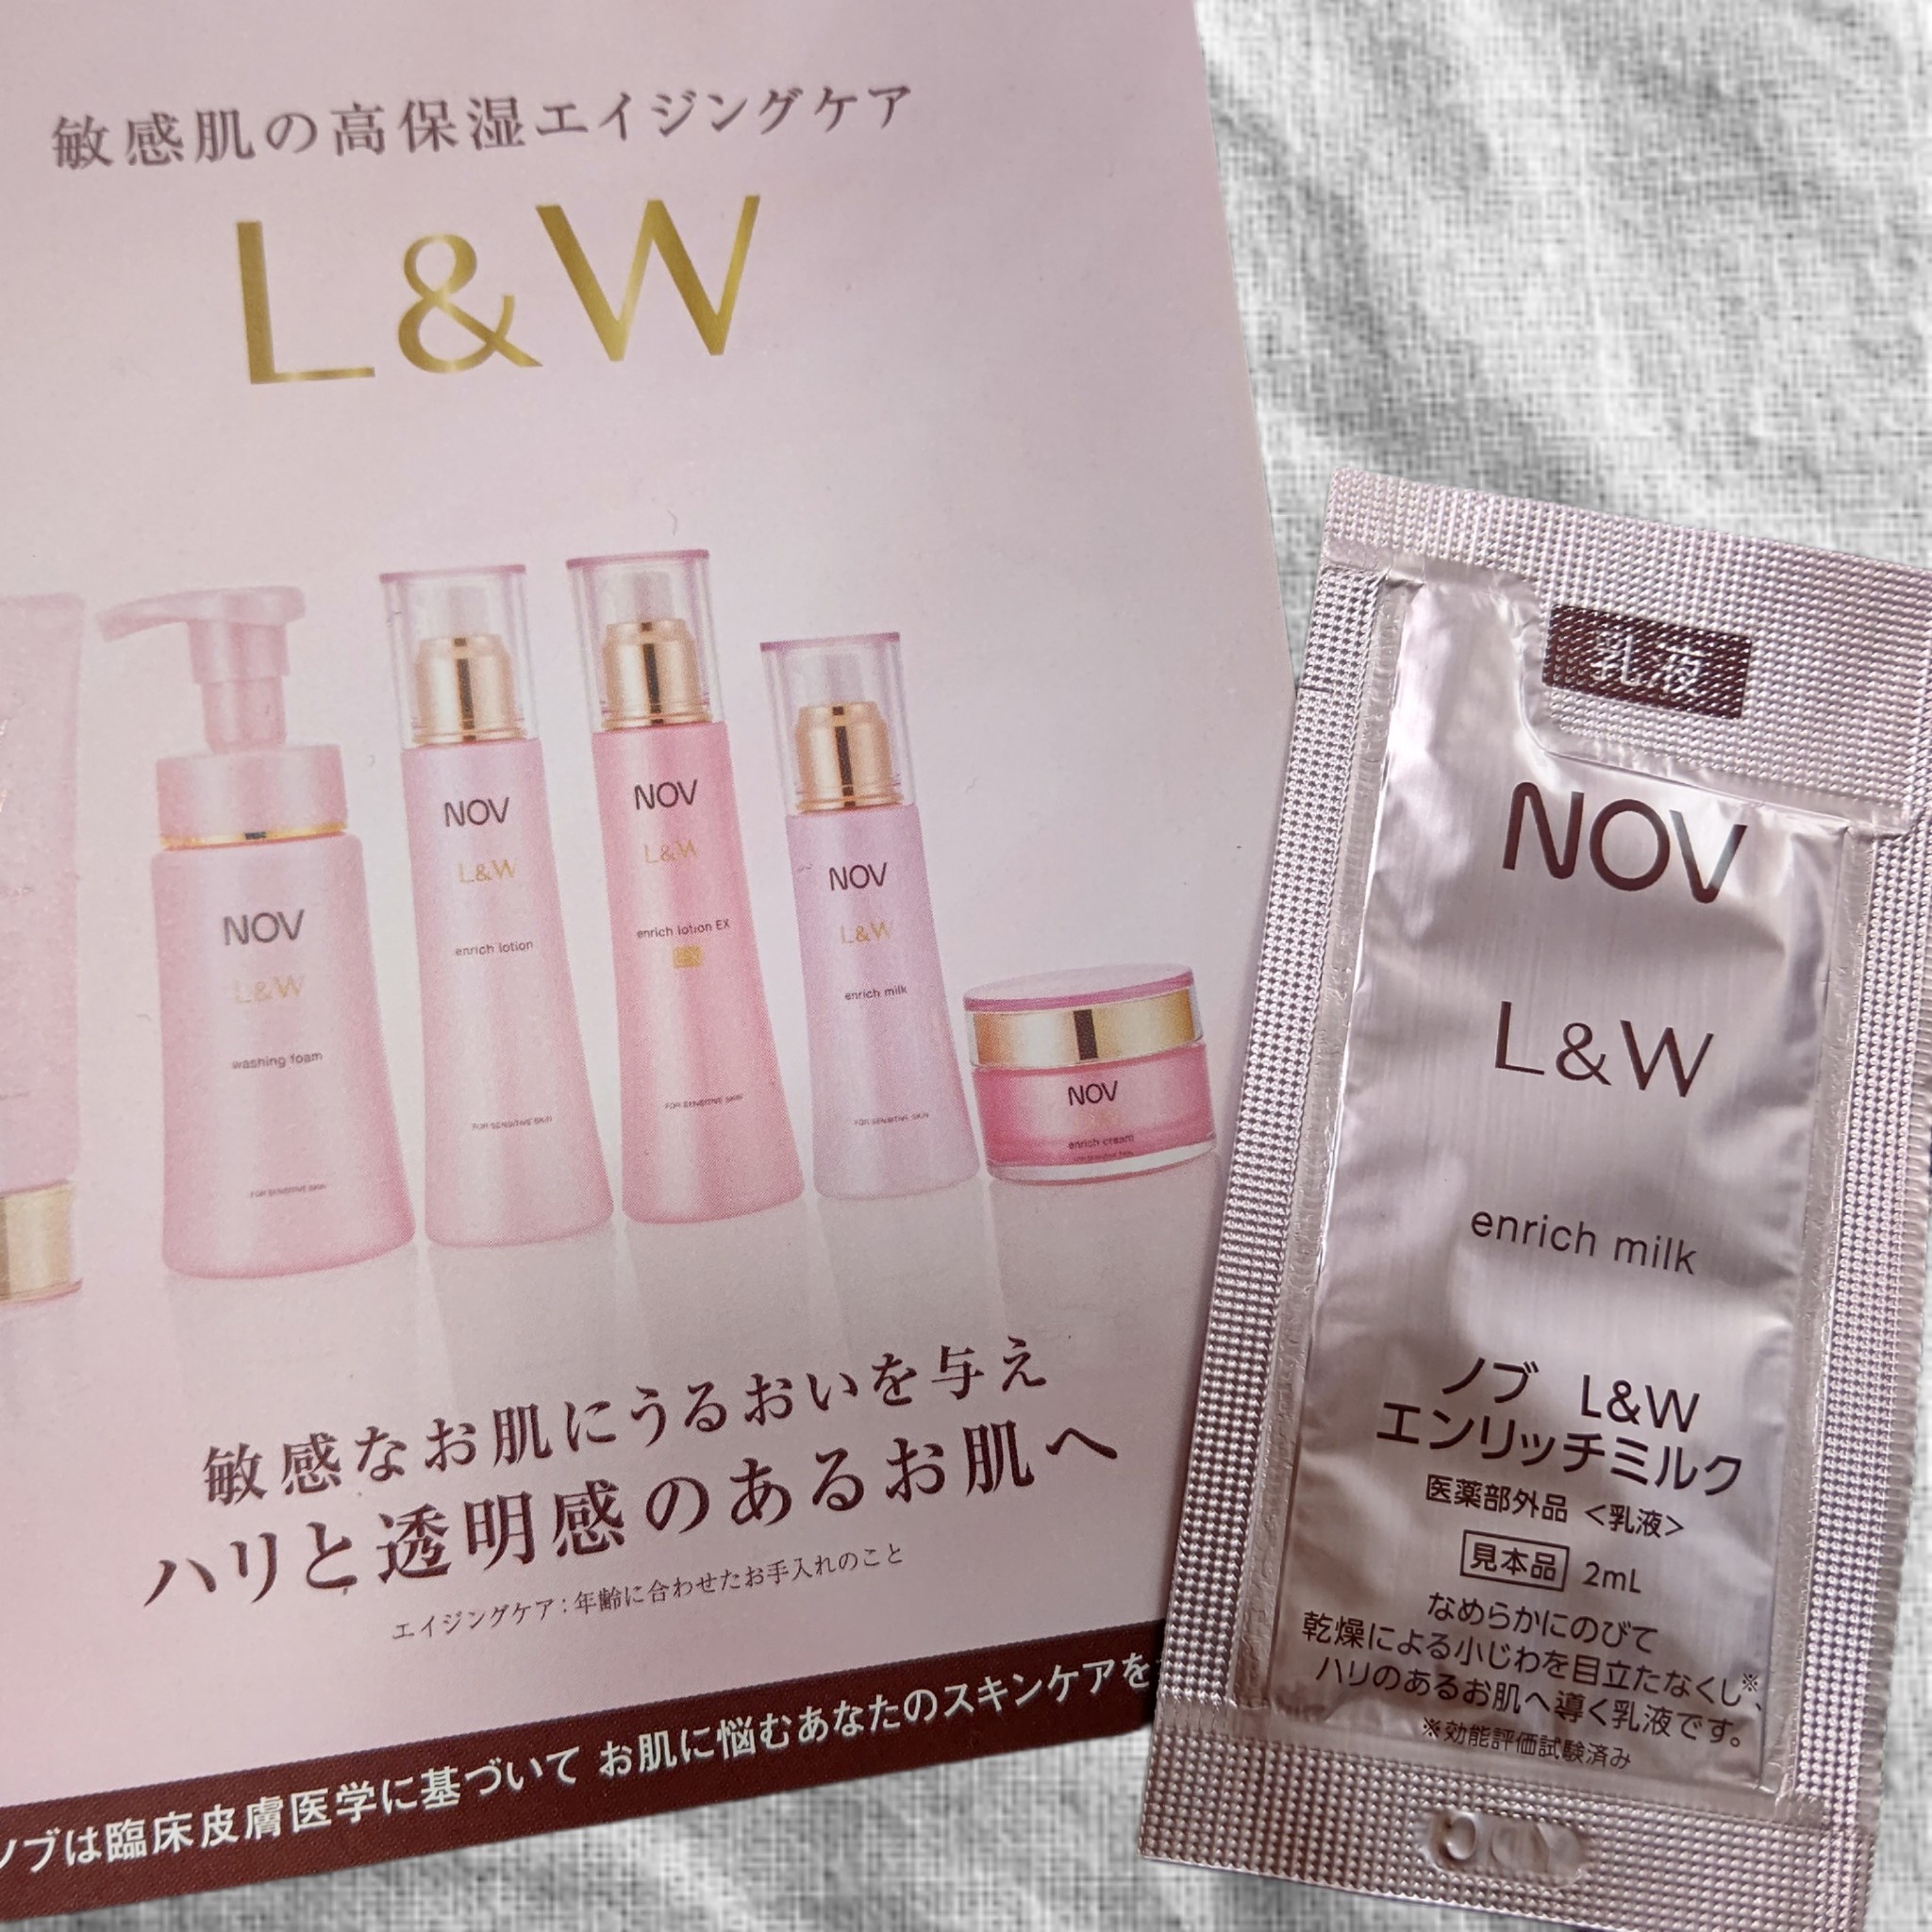 敏感肌の高保湿エイジングケア
L&W
NOV
L&W
washing foam
FOR SENSITIVE SKIN
NOV
L&W
enrich lotion
FOR SENSITIVE SKIN
NOV
L&W
enrich lotion EX
EX
FOR SENSITIVE SKIN
NOV
L&W
enrich milk
FOR SENSITIVE SKIN
NOV
enrich cream
敏感なお肌にうるおいを与え
ハリと透明感のあるお肌へ
エイジングケア：年齢に合わせたお手入れのこと
ノブは臨床皮膚医学に基づいて お肌に悩むあなたのスキンケアを
乳液
NOV
L&W
enrich milk
ノブ L&W
エンリッチミルク
医薬部外品 <乳液>
見本品 2mL
なめらかにのびて
乾燥による小じわを目立たなくし※、
ハリのあるお肌へ導く乳液です。
※効能評価試験済み